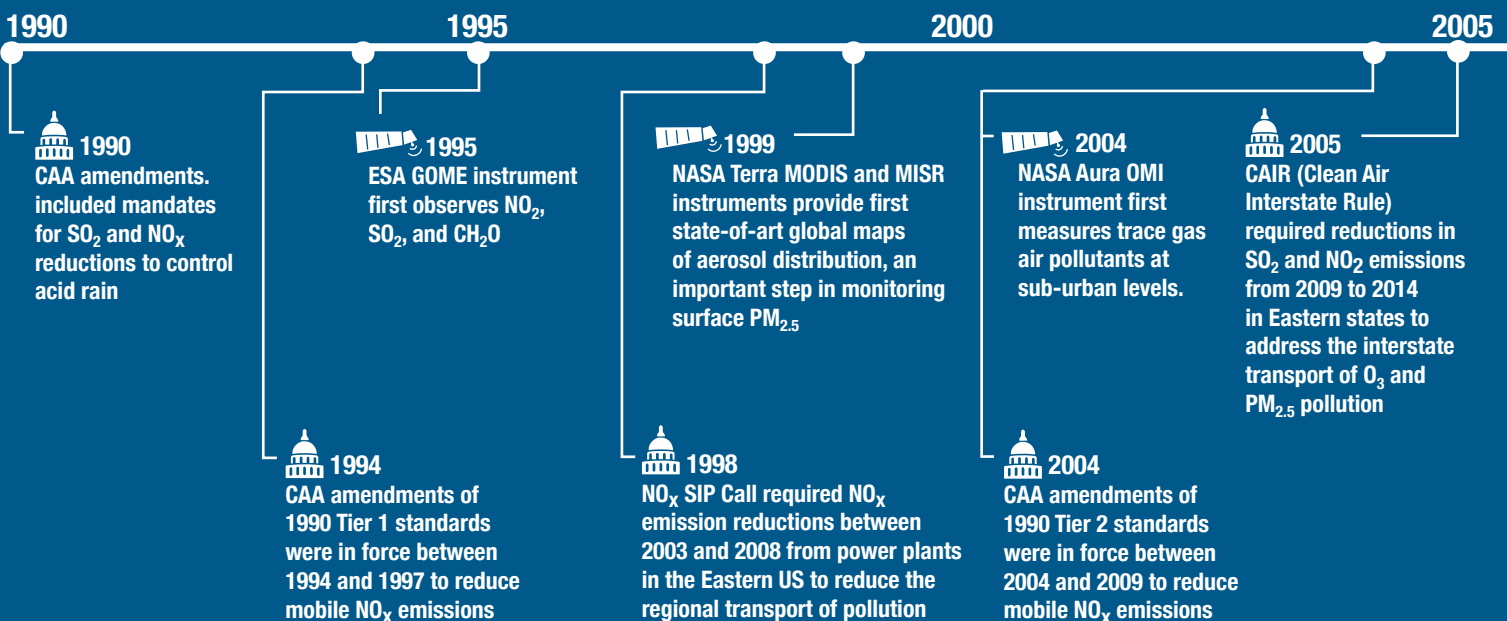 1990
1995
2000
2005
1990
CAA amendments.
included mandates
for SO₂ and NOₓ
reductions to control
acid rain
1994
CAA amendments of
1990 Tier 1 standards
were in force between
1994 and 1997 to reduce
mobile NOₓ emissions
1995
ESA GOME instrument
first observes NO₂,
SO₂, and CH₂O
1998
NOₓ SIP Call required NOₓ
emission reductions between
2003 and 2008 from power plants
in the Eastern US to reduce the
regional transport of pollution
1999
NASA Terra MODIS and MISR
instruments provide first
state-of-art global maps
of aerosol distribution, an
important step in monitoring
surface PM₂.₅
2004
NASA Aura OMI
instrument first
measures trace gas
air pollutants at
sub-urban levels.
2004
CAA amendments of
1990 Tier 2 standards
were in force between
2004 and 2009 to reduce
mobile NOₓ emissions
2005
CAIR (Clean Air
Interstate Rule)
required reductions in
SO₂ and NO₂ emissions
from 2009 to 2014
in Eastern states to
address the interstate
transport of O₃ and
PM₂.₅ pollution